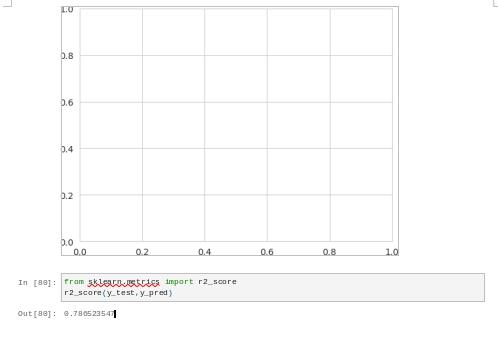 1.0
0.8
0.6
0.4
0.2
0.0
0.0 0.2 0.4 0.6 0.8 1.0
In [80]: from sklearn.metrics import r2_score
r2_score(y_test,y_pred)
Out[80]: 0.786523547